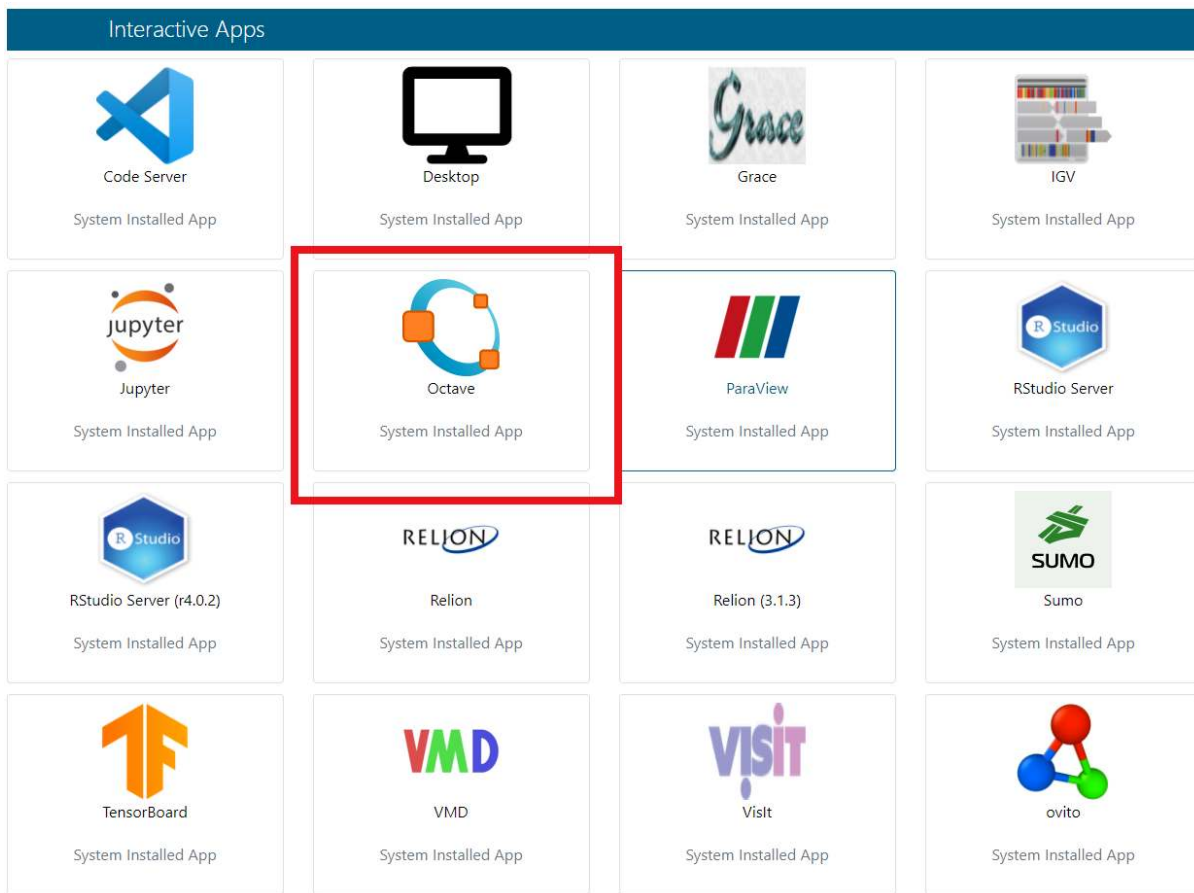 Interactive Apps
Code Server
System Installed App
Desktop
System Installed App
Grace
Grace
System Installed App
IGV
System Installed App
Jupyter
Jupyter
System Installed App
Octave
System Installed App
ParaView
System Installed App
R Studio
RStudio Server
System Installed App
R Studio
RStudio Server (r4.0.2)
System Installed App
RELION
Relion
System Installed App
RELION
Relion (3.1.3)
System Installed App
SUMO
Sumo
System Installed App
TensorBoard
System Installed App
VMD
VMD
System Installed App
VISIT
VisIt
System Installed App
ovito
System Installed App